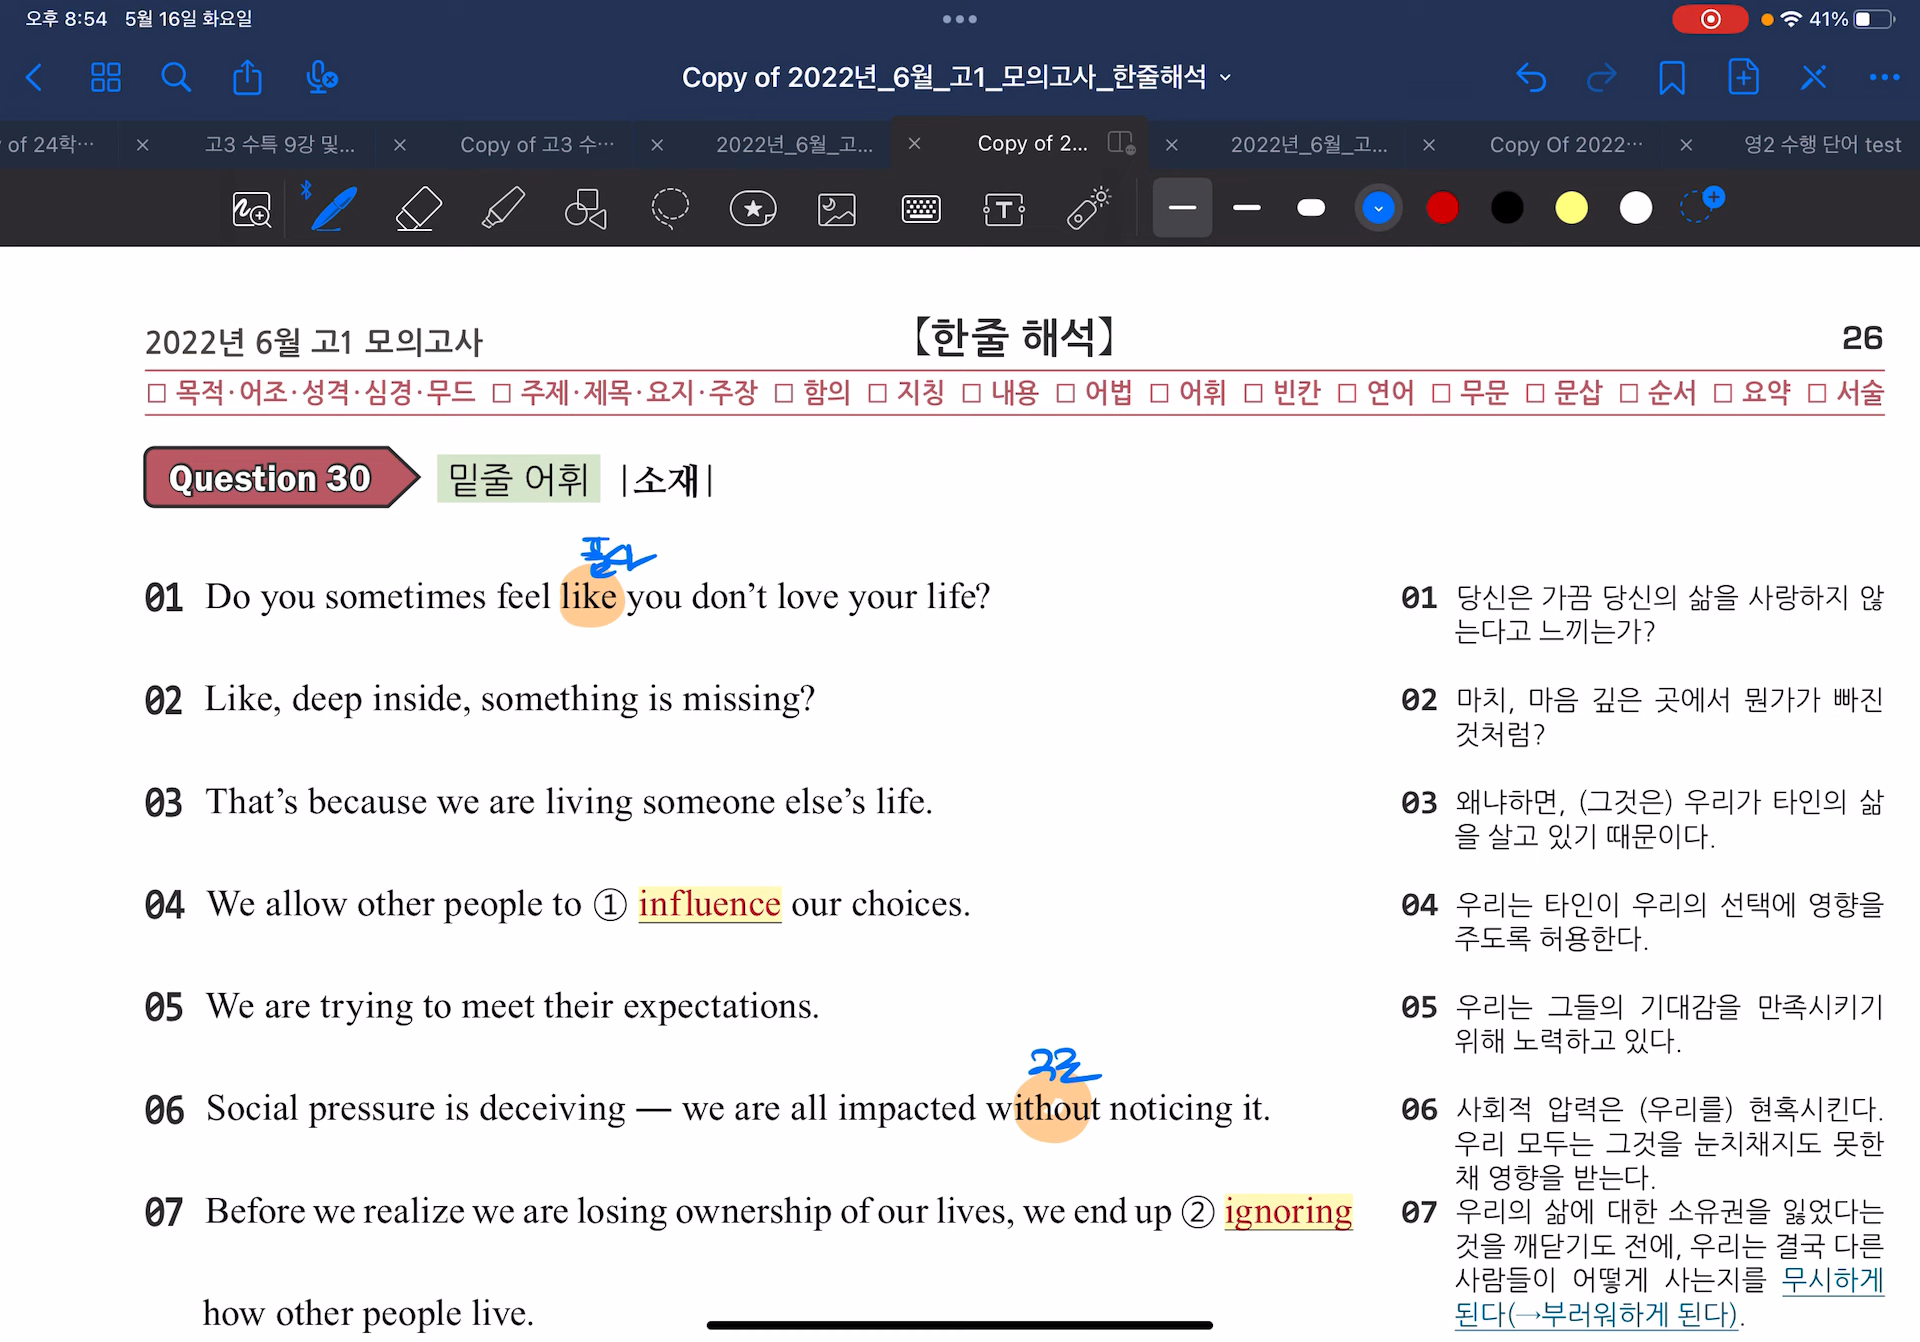 오후 8:54 5월 16일 화요일
41%
Copy of 2022년_6월_고1_모의고사_한줄해석
of 24학… 고3 수특 9강 및... Copy of 고3 수… 2022년_6월_고... Copy of 2... 2022년_6월_고... Copy Of 2022… 영2 수행 단어 test
2022년 6월 고1 모의고사 【한줄 해석】 26
□ 목적·어조·성격·심경·무드 □ 주제·제목·요지·주장 □ 함의 □ 지칭 □ 내용 □ 어법 □ 어휘 □ 빈칸 □ 연어 □ 무문 □ 문삽 □ 순서 □ 요약 □ 서술
Question 30 밑줄 어휘 |소재|
01 Do you sometimes feel like you don't love your life?
02 Like, deep inside, something is missing?
03 That's because we are living someone else's life.
04 We allow other people to ① influence our choices.
05 We are trying to meet their expectations.
06 Social pressure is deceiving — we are all impacted without noticing it.
07 Before we realize we are losing ownership of our lives, we end up ② ignoring
how other people live.
01 당신은 가끔 당신의 삶을 사랑하지 않
는다고 느끼는가?
02 마치, 마음 깊은 곳에서 뭔가가 빠진
것처럼?
03 왜냐하면, (그것은) 우리가 타인의 삶
을 살고 있기 때문이다.
04 우리는 타인이 우리의 선택에 영향을
주도록 허용한다.
05 우리는 그들의 기대감을 만족시키기
위해 노력하고 있다.
06 사회적 압력은 (우리를) 현혹시킨다.
우리 모두는 그것을 눈치채지도 못한
채 영향을 받는다.
07 우리의 삶에 대한 소유권을 잃었다는
것을 깨닫기도 전에, 우리는 결국 다른
사람들이 어떻게 사는지를 무시하게
된다(→부러워하게 된다).